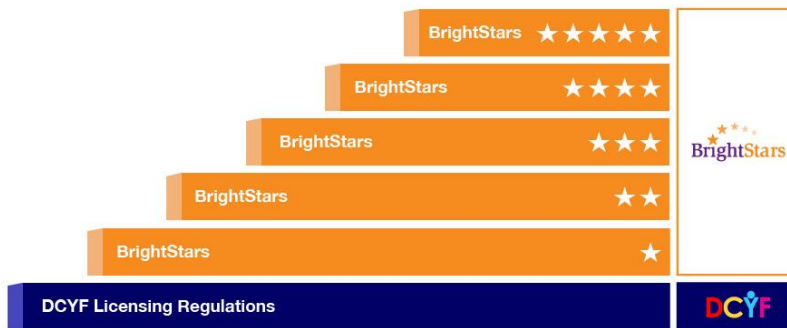 BrightStars ★★★★★
BrightStars ★★★★
BrightStars ★★★
BrightStars ★★
BrightStars ★
BrightStars
DCYF Licensing Regulations
DCYF